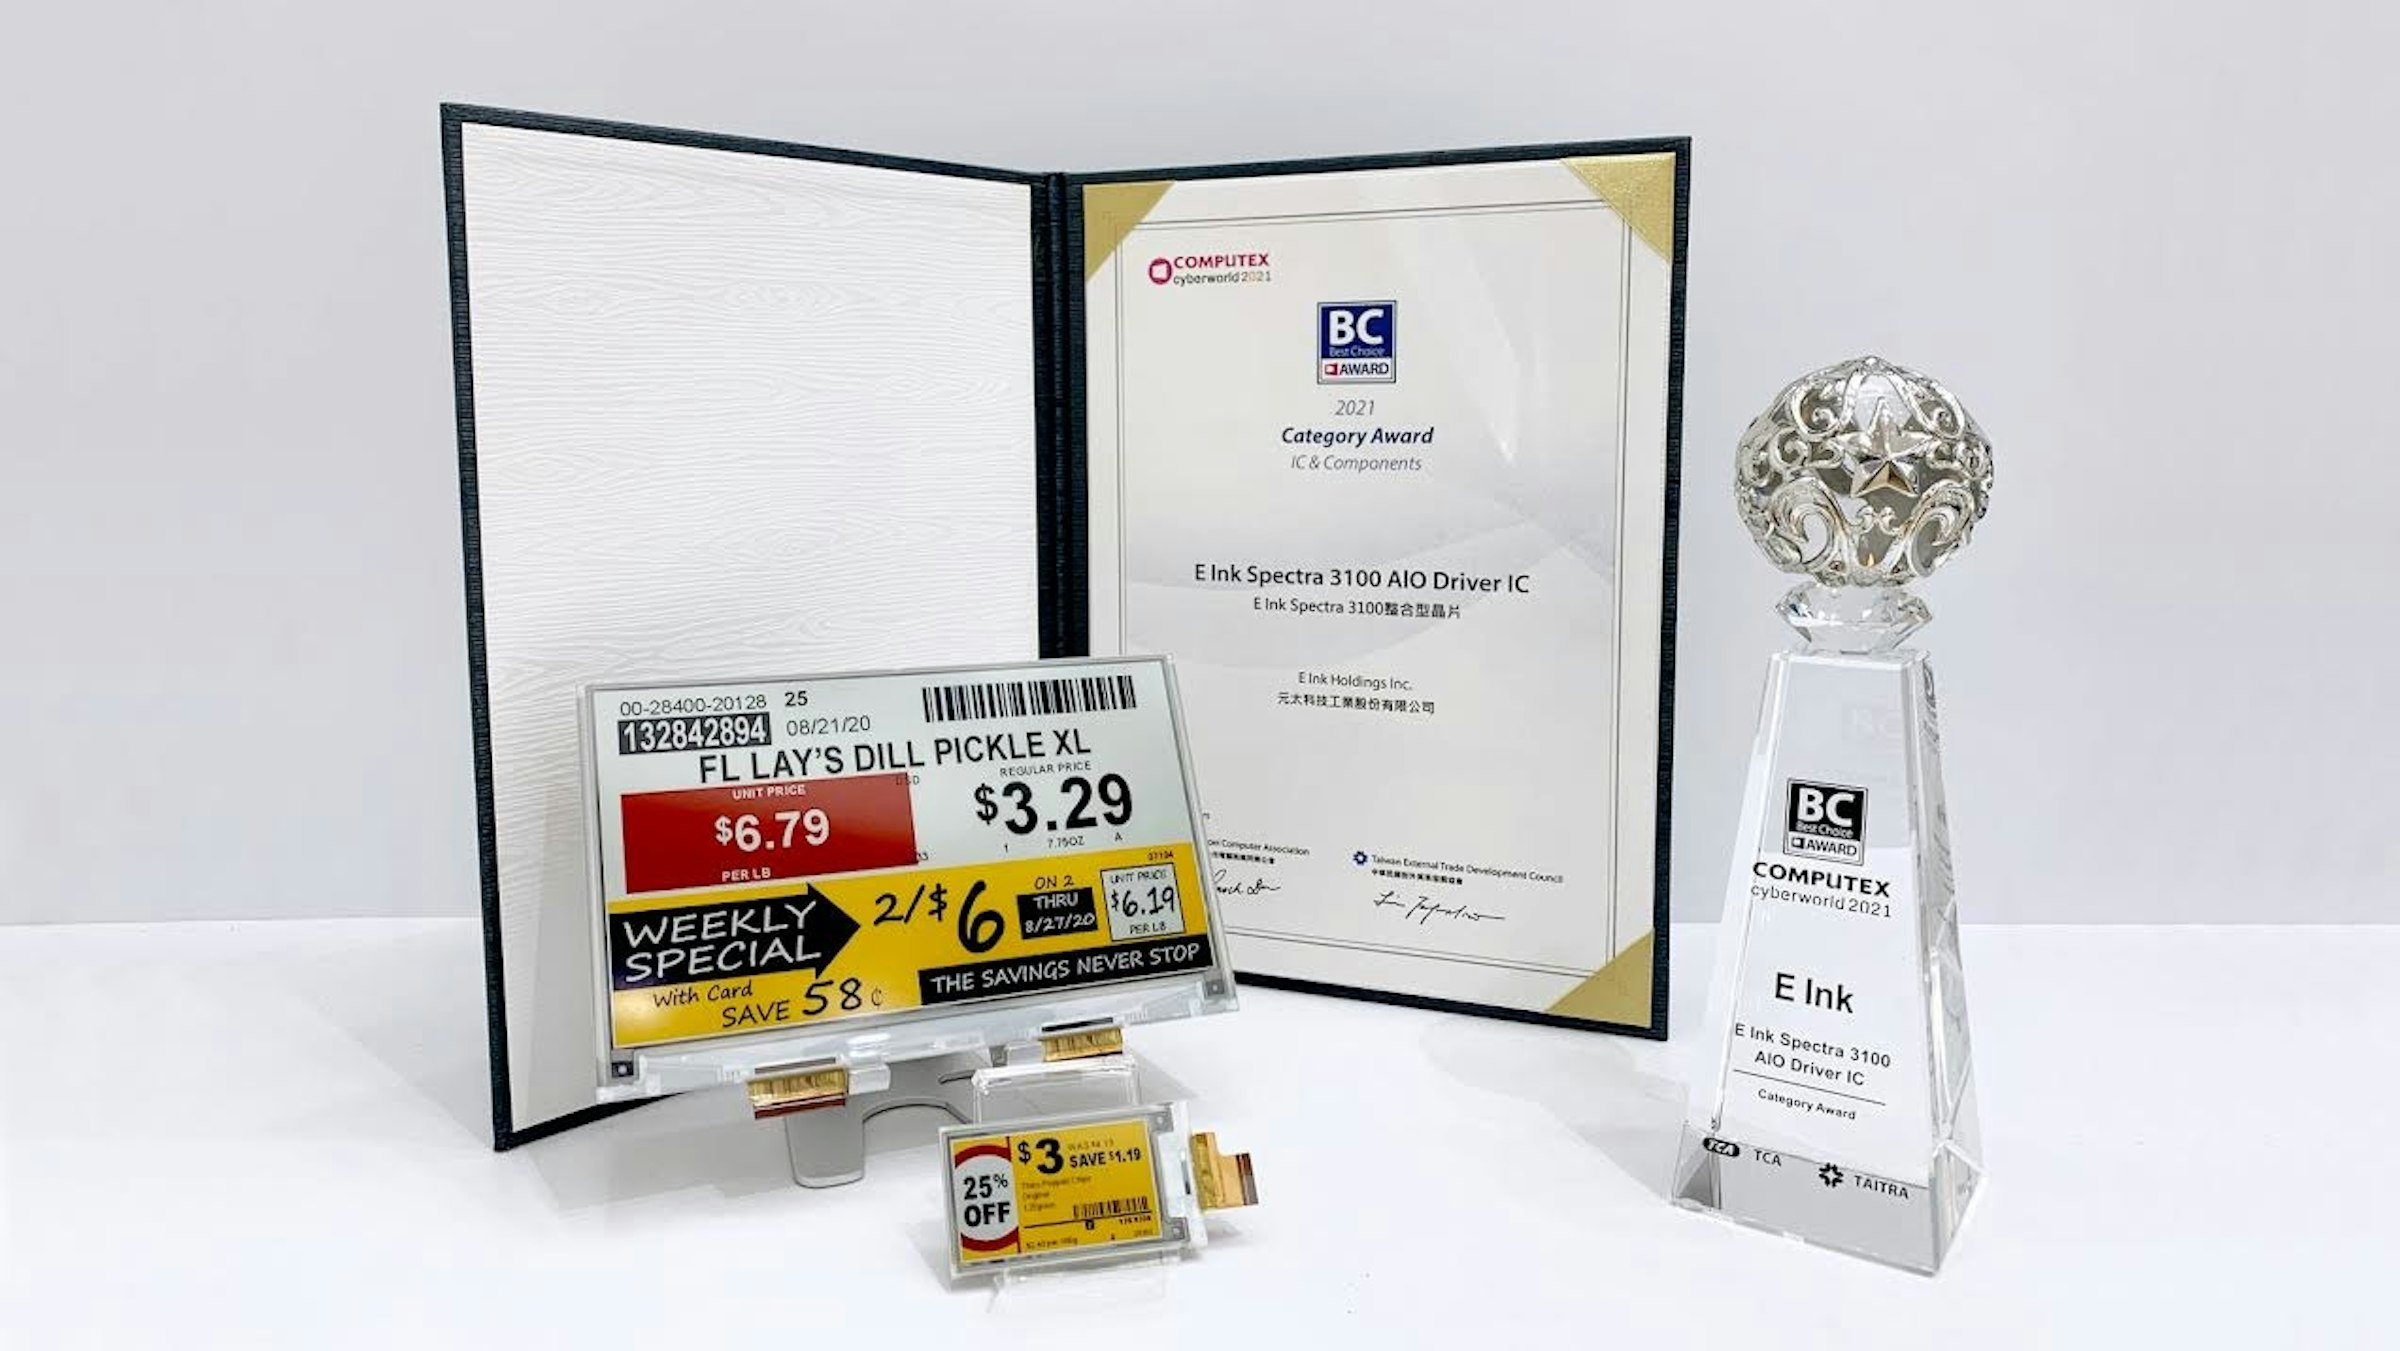 COMPUTEX
cyberworld 2021
BC
Best Choice
AWARD
2021
Category Award
IC & Components
E Ink Spectra 3100 AIO Driver IC
E Ink Spectra 3100整合型晶片
E Ink Holdings Inc.
元太科技工業股份有限公司
Computer Association
Taiwan External Trade Development Council
00-28400-20128 25
132842894 08/21/20
FL LAY'S DILL PICKLE XL
UNIT PRICE
$6.79
PER LB
REGULAR PRICE
$3.29
1 7.75OZ A
WEEKLY
SPECIAL
2/$6
ON 2
THRU
8/27/20
UNIT PRICE
$6.19
PER LB
With Card
SAVE 58¢
THE SAVINGS NEVER STOP
25%
OFF
$3
SAVE $1.19
Original
BC
Best Choice
AWARD
COMPUTEX
cyberworld 2021
E Ink
E Ink Spectra 3100
AIO Driver IC
Category Award
TCA TCA
TAITRA